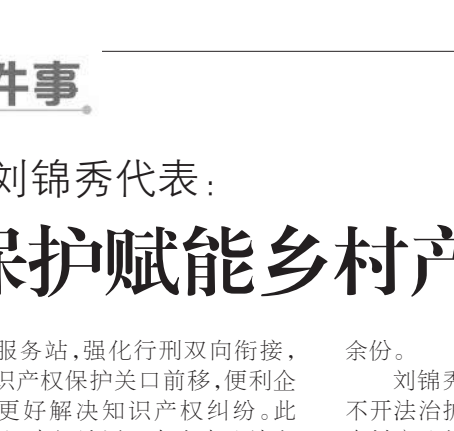 件事
刘锦秀代表：
保护赋能乡村产
服务站，强化行刑双向衔接，
识产权保护关口前移，便利企
更好解决知识产权纠纷。此
余份。
刘锦秀
不开法治护